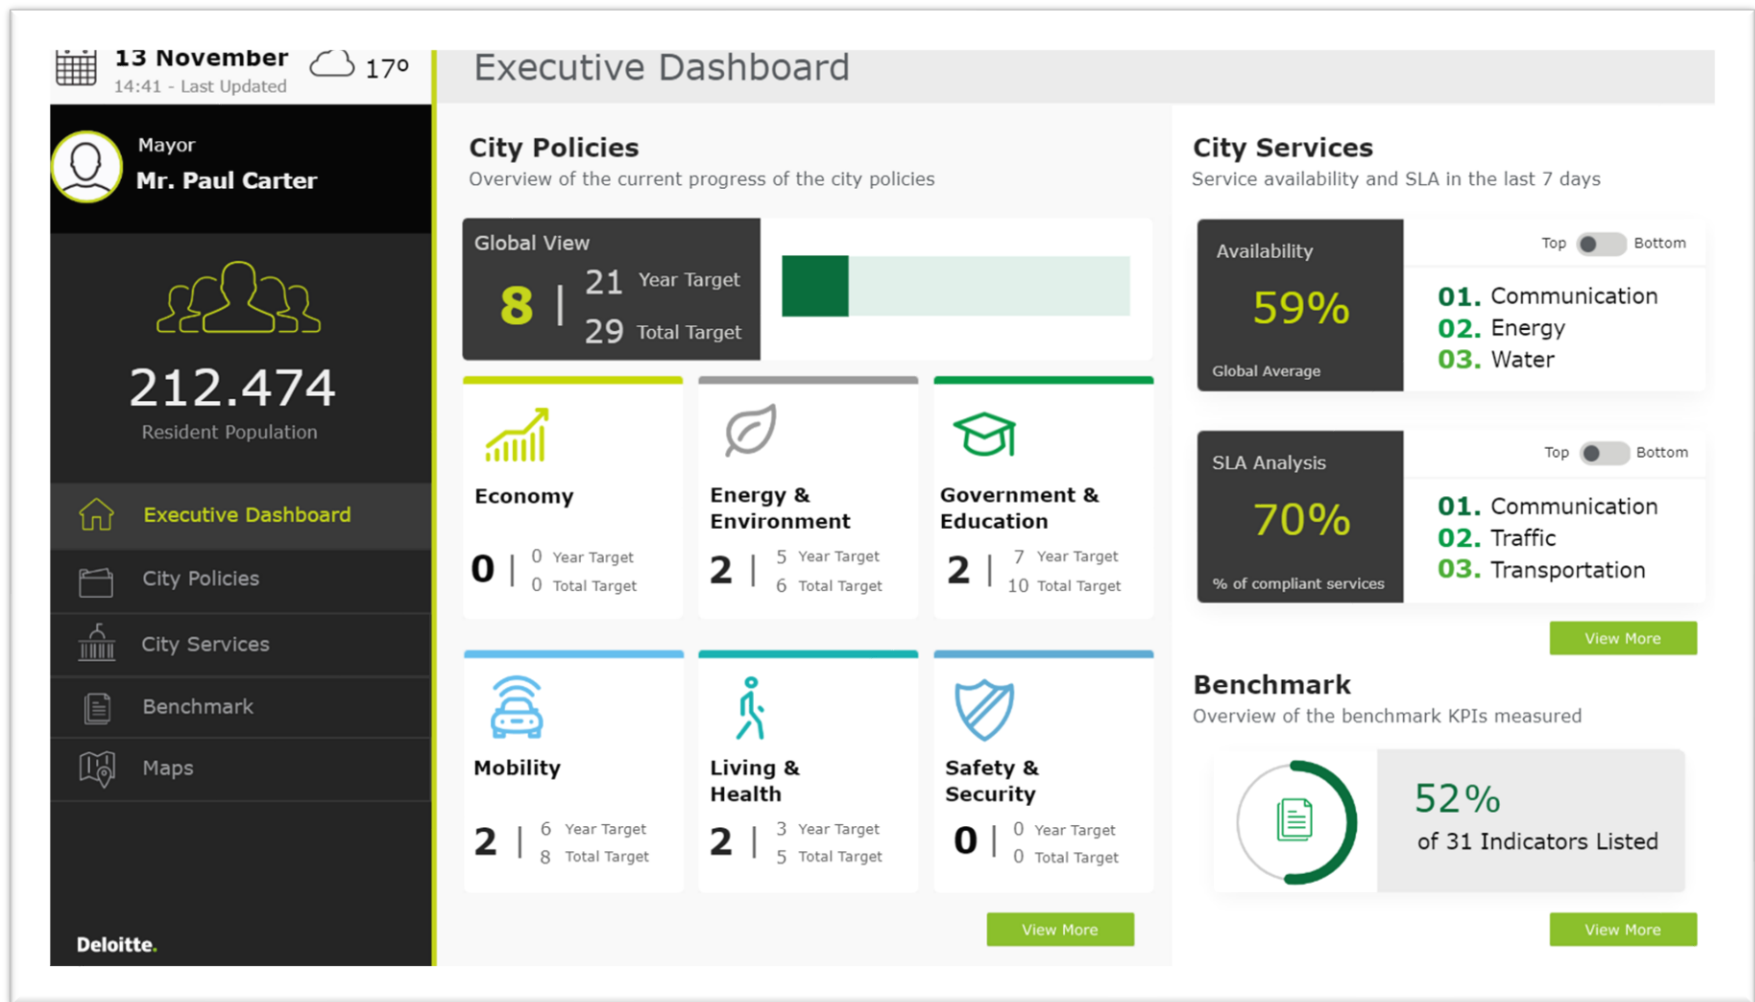 13 November
17º
14:41 - Last Updated
Executive Dashboard
Mayor
Mr. Paul Carter
212.474
Resident Population
Executive Dashboard
City Policies
City Services
Benchmark
Maps
Deloitte.
City Policies
Overview of the current progress of the city policies
Global View
8
21 Year Target
29 Total Target
Economy
0
0 Year Target
0 Total Target
Energy &
Environment
2
5 Year Target
6 Total Target
Government &
Education
2
7 Year Target
10 Total Target
Mobility
2
6 Year Target
8 Total Target
Living &
Health
2
3 Year Target
5 Total Target
Safety &
Security
0
0 Year Target
0 Total Target
View More
City Services
Service availability and SLA in the last 7 days
Availability
59%
Global Average
Top Bottom
01. Communication
02. Energy
03. Water
SLA Analysis
70%
% of compliant services
Top Bottom
01. Communication
02. Traffic
03. Transportation
View More
Benchmark
Overview of the benchmark KPIs measured
52%
of 31 Indicators Listed
View More